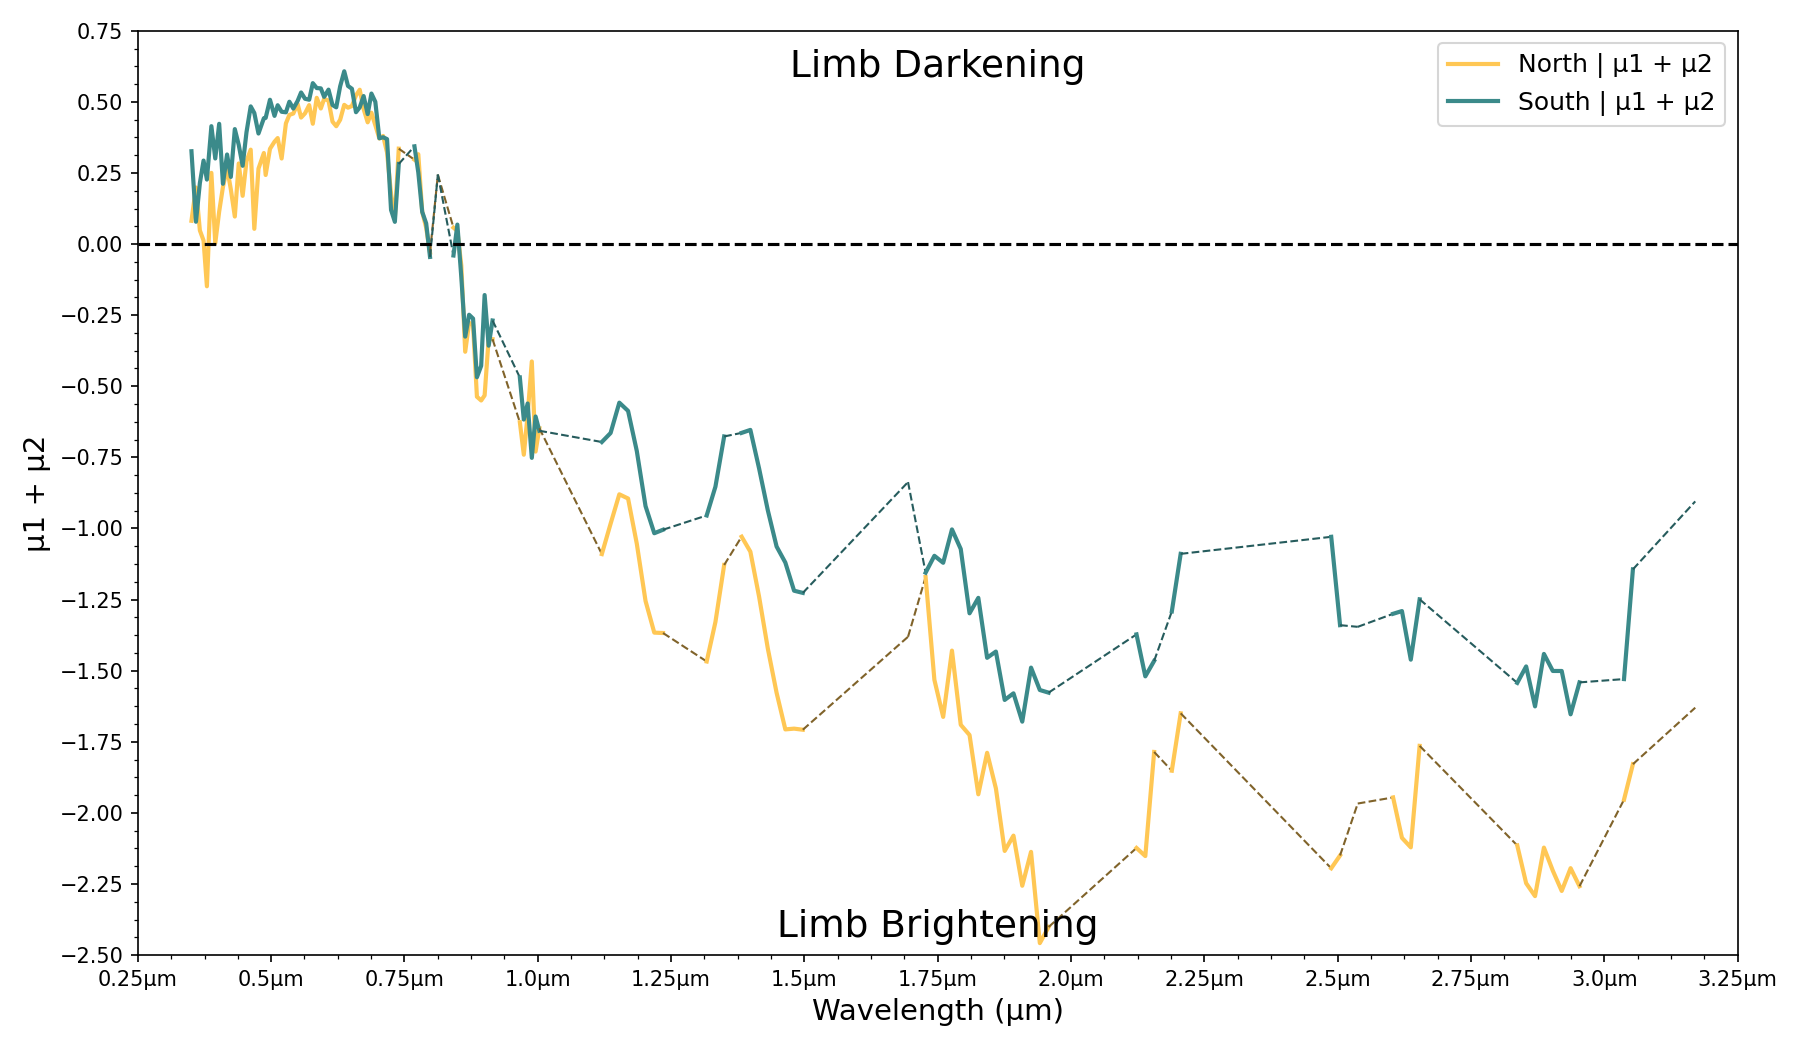 Limb Darkening
North | µ1 + µ2
South | µ1 + µ2
0.75
0.50
0.25
0.00
−0.25
−0.50
−0.75
−1.00
−1.25
−1.50
−1.75
−2.00
−2.25
−2.50
µ1 + µ2
Limb Brightening
0.25µm 0.5µm 0.75µm 1.0µm 1.25µm 1.5µm 1.75µm 2.0µm 2.25µm 2.5µm 2.75µm 3.0µm 3.25µm
Wavelength (µm)